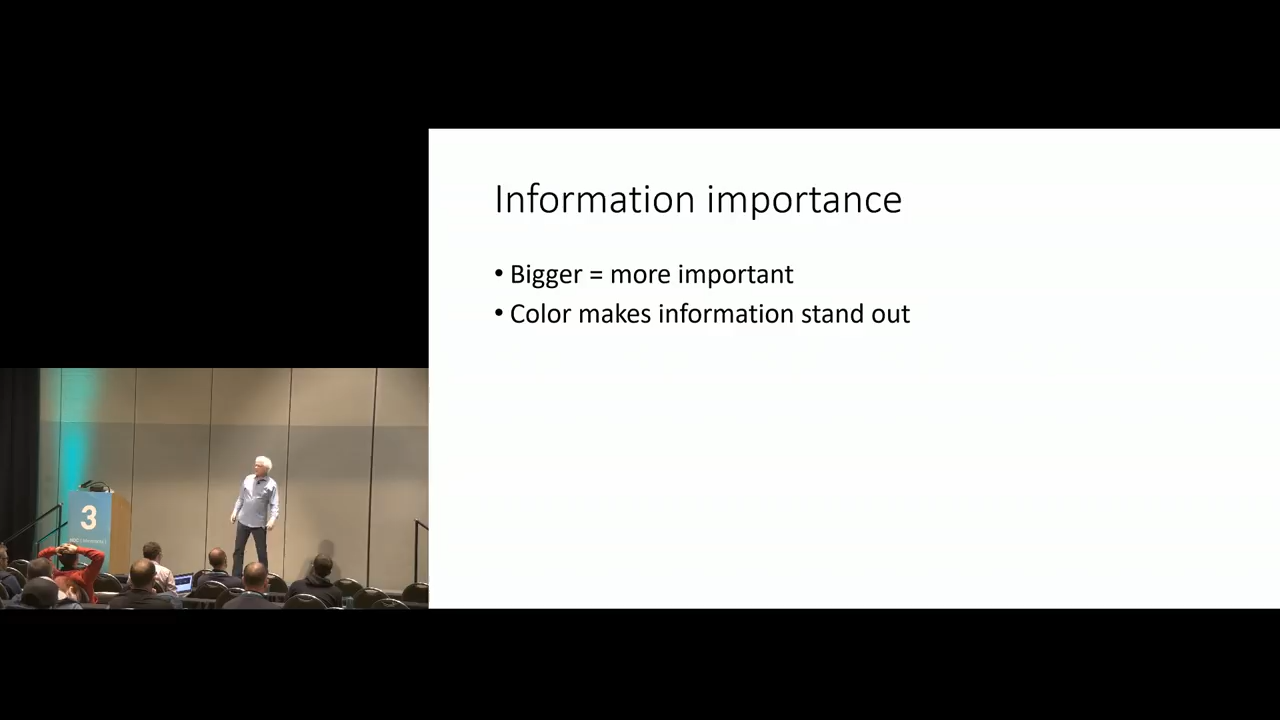 Information importance
• Bigger = more important
• Color makes information stand out
3